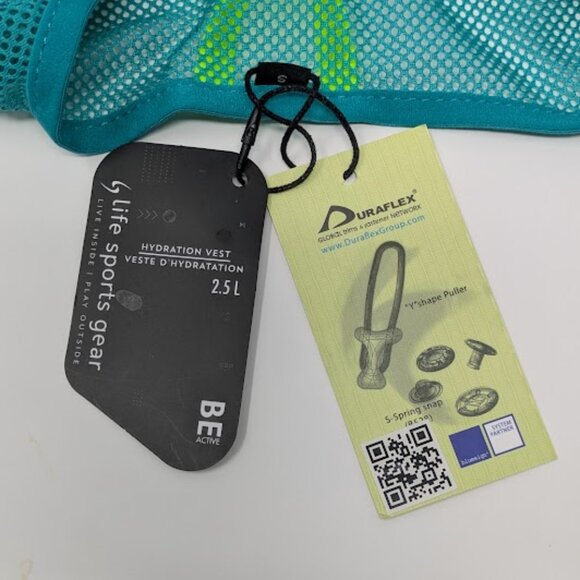 life sports gear
LIVE INSIDE | PLAY OUTSIDE
HYDRATION VEST
VESTE D'HYDRATATION
2.5 L
BE
ACTIVE
DURAFLEX®
GLOBAL trims & fastener NETWORK
www.DuraflexGroup.com
"Y"shape Puller
S-Spring snap
bluesign®
SYSTEM
PARTNER